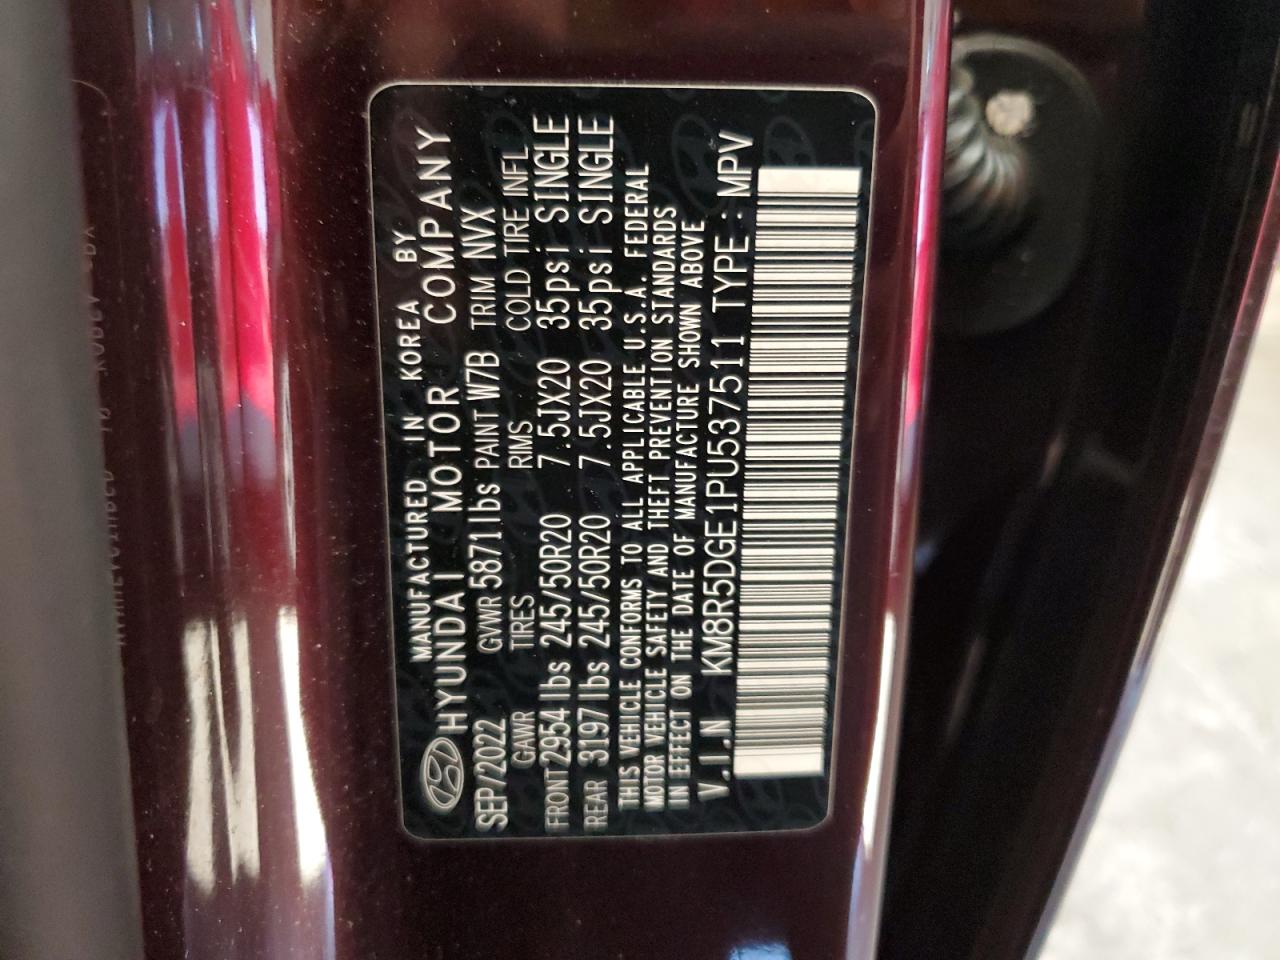 MANUFACTURED IN KOREA BY
HYUNDAI MOTOR COMPANY
SEP/2022 GVWR 5871lbs PAINT W7B TRIM NVX
GAWR TIRES RIMS COLD TIRE INFL
FRONT 2954lbs 245/50R20 7.5JX20 35psi SINGLE
REAR 3197lbs 245/50R20 7.5JX20 35psi SINGLE
THIS VEHICLE CONFORMS TO ALL APPLICABLE U.S.A. FEDERAL
MOTOR VEHICLE SAFETY AND THEFT PREVENTION STANDARDS
IN EFFECT ON THE DATE OF MANUFACTURE SHOWN ABOVE
V.I.N KM8R5DGE1PU537511 TYPE : MPV